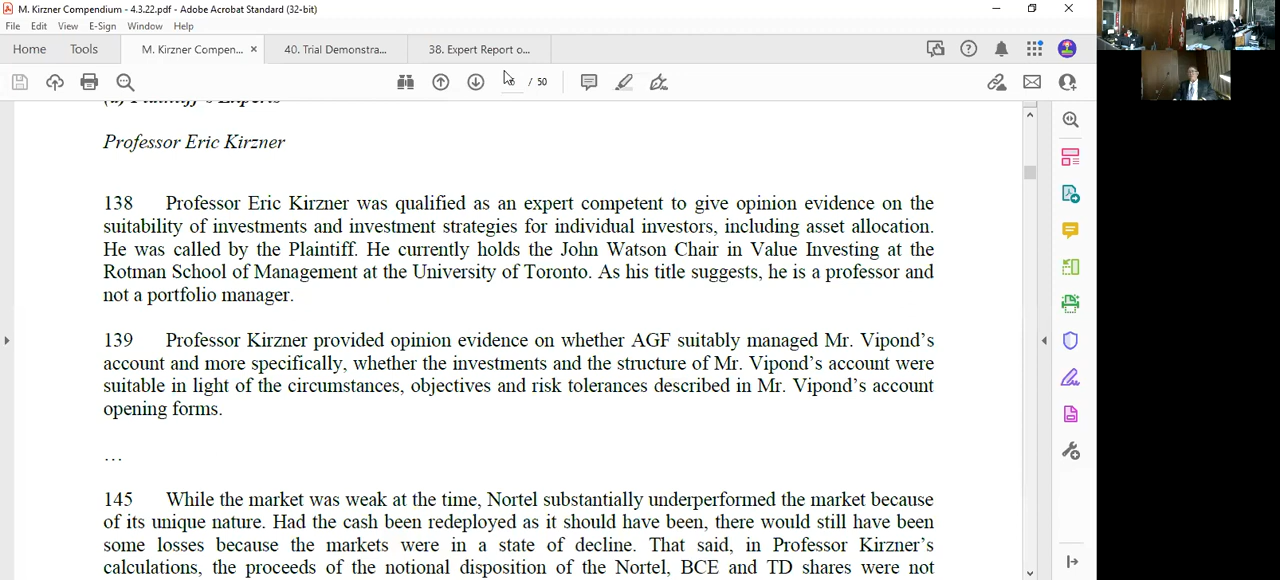 M. Kirzner Compendium - 4.3.22.pdf - Adobe Acrobat Standard (32-bit)
File Edit View E-Sign Window Help
Home Tools M. Kirzner Compen... × 40. Trial Demonstra... 38. Expert Report o...
/ 50
(a) Plaintiff's Experts
Professor Eric Kirzner
138 Professor Eric Kirzner was qualified as an expert competent to give opinion evidence on the
suitability of investments and investment strategies for individual investors, including asset allocation.
He was called by the Plaintiff. He currently holds the John Watson Chair in Value Investing at the
Rotman School of Management at the University of Toronto. As his title suggests, he is a professor and
not a portfolio manager.
139 Professor Kirzner provided opinion evidence on whether AGF suitably managed Mr. Vipond's
account and more specifically, whether the investments and the structure of Mr. Vipond's account were
suitable in light of the circumstances, objectives and risk tolerances described in Mr. Vipond's account
opening forms.
…
145 While the market was weak at the time, Nortel substantially underperformed the market because
of its unique nature. Had the cash been redeployed as it should have been, there would still have been
some losses because the markets were in a state of decline. That said, in Professor Kirzner's
calculations, the proceeds of the notional disposition of the Nortel, BCE and TD shares were not